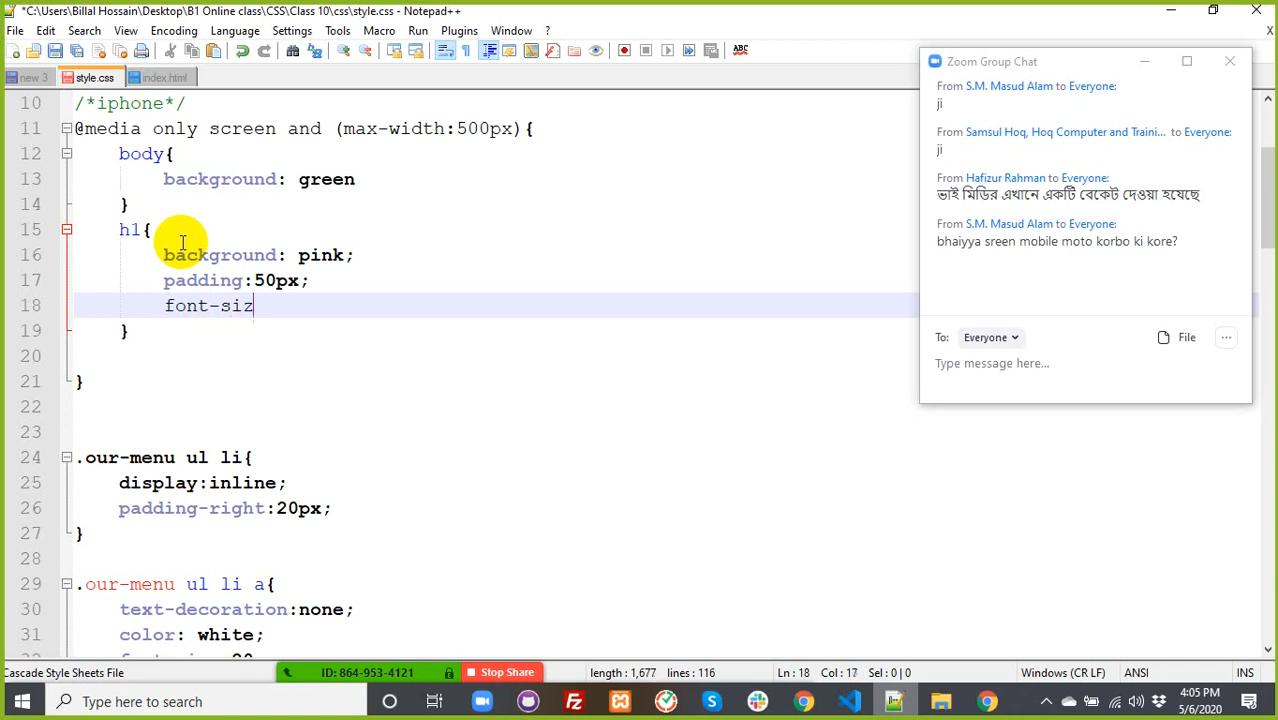 *C:\Users\Billal Hossain\Desktop\B1 Online class\CSS\Class 10\css\style.css - Notepad++
File Edit Search View Encoding Language Settings Tools Macro Run Plugins Window ?
new 3 style.css index.html
10 /*iphone*/
11 @media only screen and (max-width:500px){
12 body{
13 background: green
14 }
15 h1{
16 background: pink;
17 padding:50px;
18 font-siz
19 }
20
21 }
22
23
24 .our-menu ul li{
25 display:inline;
26 padding-right:20px;
27 }
28
29 .our-menu ul li a{
30 text-decoration:none;
31 color: white;
Zoom Group Chat
From S.M. Masud Alam to Everyone:
ji
From Samsul Hoq, Hoq Computer and Traini... to Everyone:
ji
From Hafizur Rahman to Everyone:
ভাই মিডির এখানে একটি বেকেট দেওয়া হযেছে
From S.M. Masud Alam to Everyone:
bhaiyya sreen mobile moto korbo ki kore?
To: Everyone File ...
Type message here...
Cascade Style Sheets File ID: 864-953-4121 Stop Share length : 1,677 lines : 116 Ln : 18 Col : 17 Sel : 0 | 0 Windows (CR LF) ANSI INS
Type here to search
4:05 PM
5/6/2020